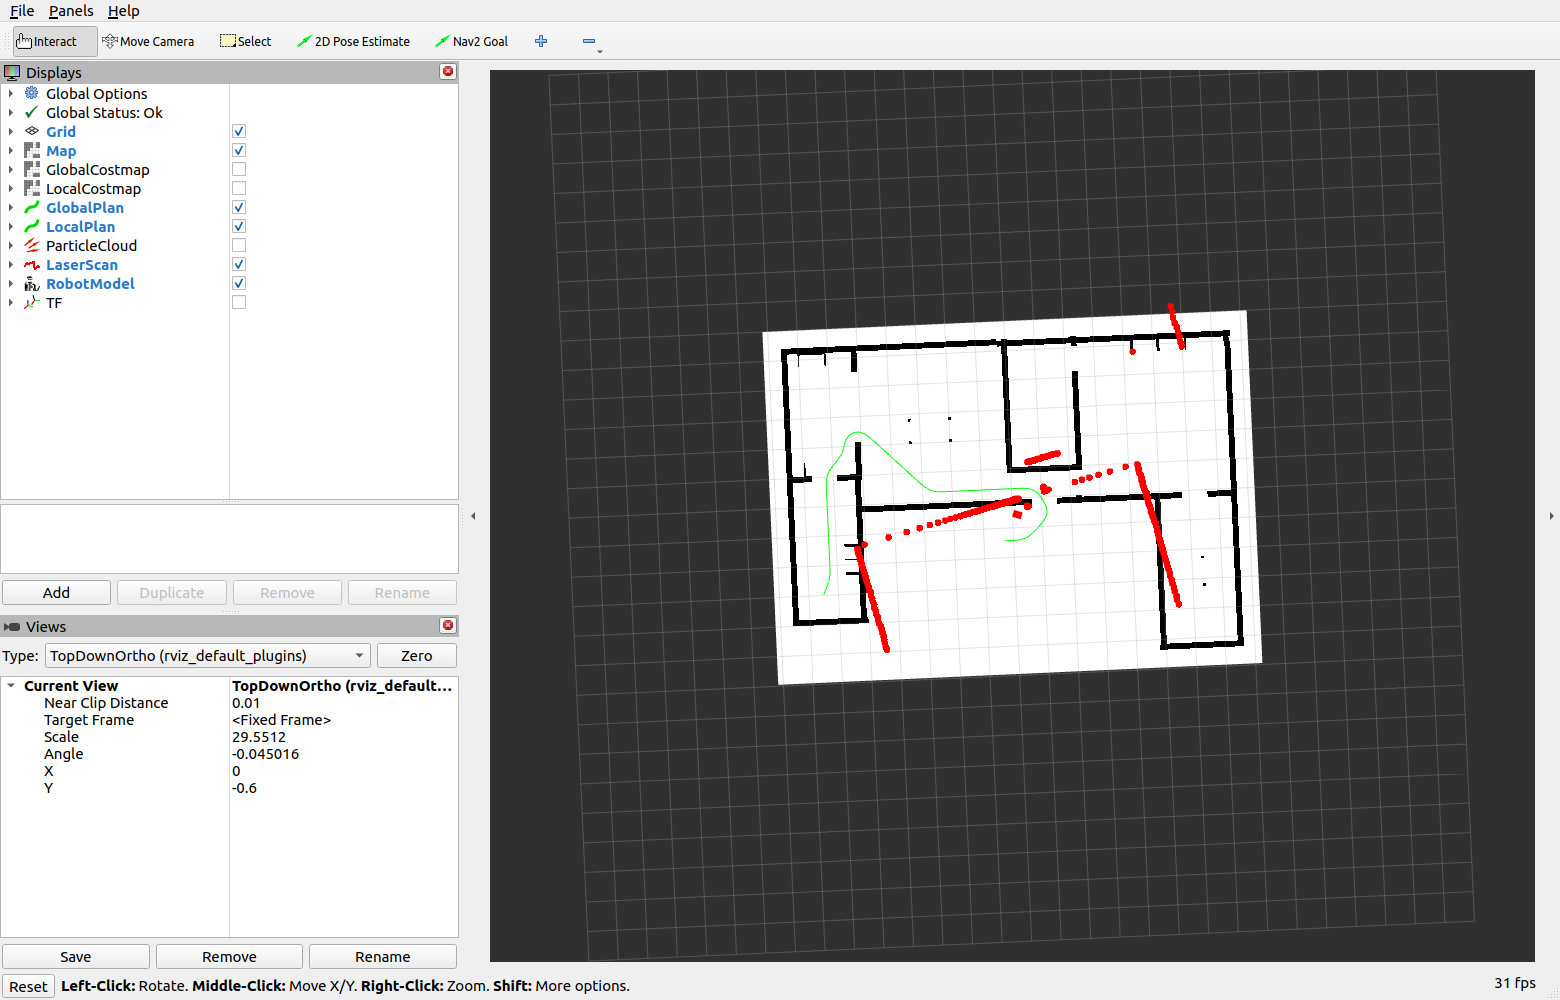 File Panels Help
Interact Move Camera Select 2D Pose Estimate Nav2 Goal
Displays
Global Options
Global Status: Ok
Grid
Map
GlobalCostmap
LocalCostmap
GlobalPlan
LocalPlan
ParticleCloud
LaserScan
RobotModel
TF
Add Duplicate Remove Rename
Views
Type: TopDownOrtho (rviz_default_plugins) Zero
Current View TopDownOrtho (rviz_default...
Near Clip Distance 0.01
Target Frame <Fixed Frame>
Scale 29.5512
Angle -0.045016
X 0
Y -0.6
Save Remove Rename
Reset Left-Click: Rotate. Middle-Click: Move X/Y. Right-Click: Zoom. Shift: More options. 31 fps